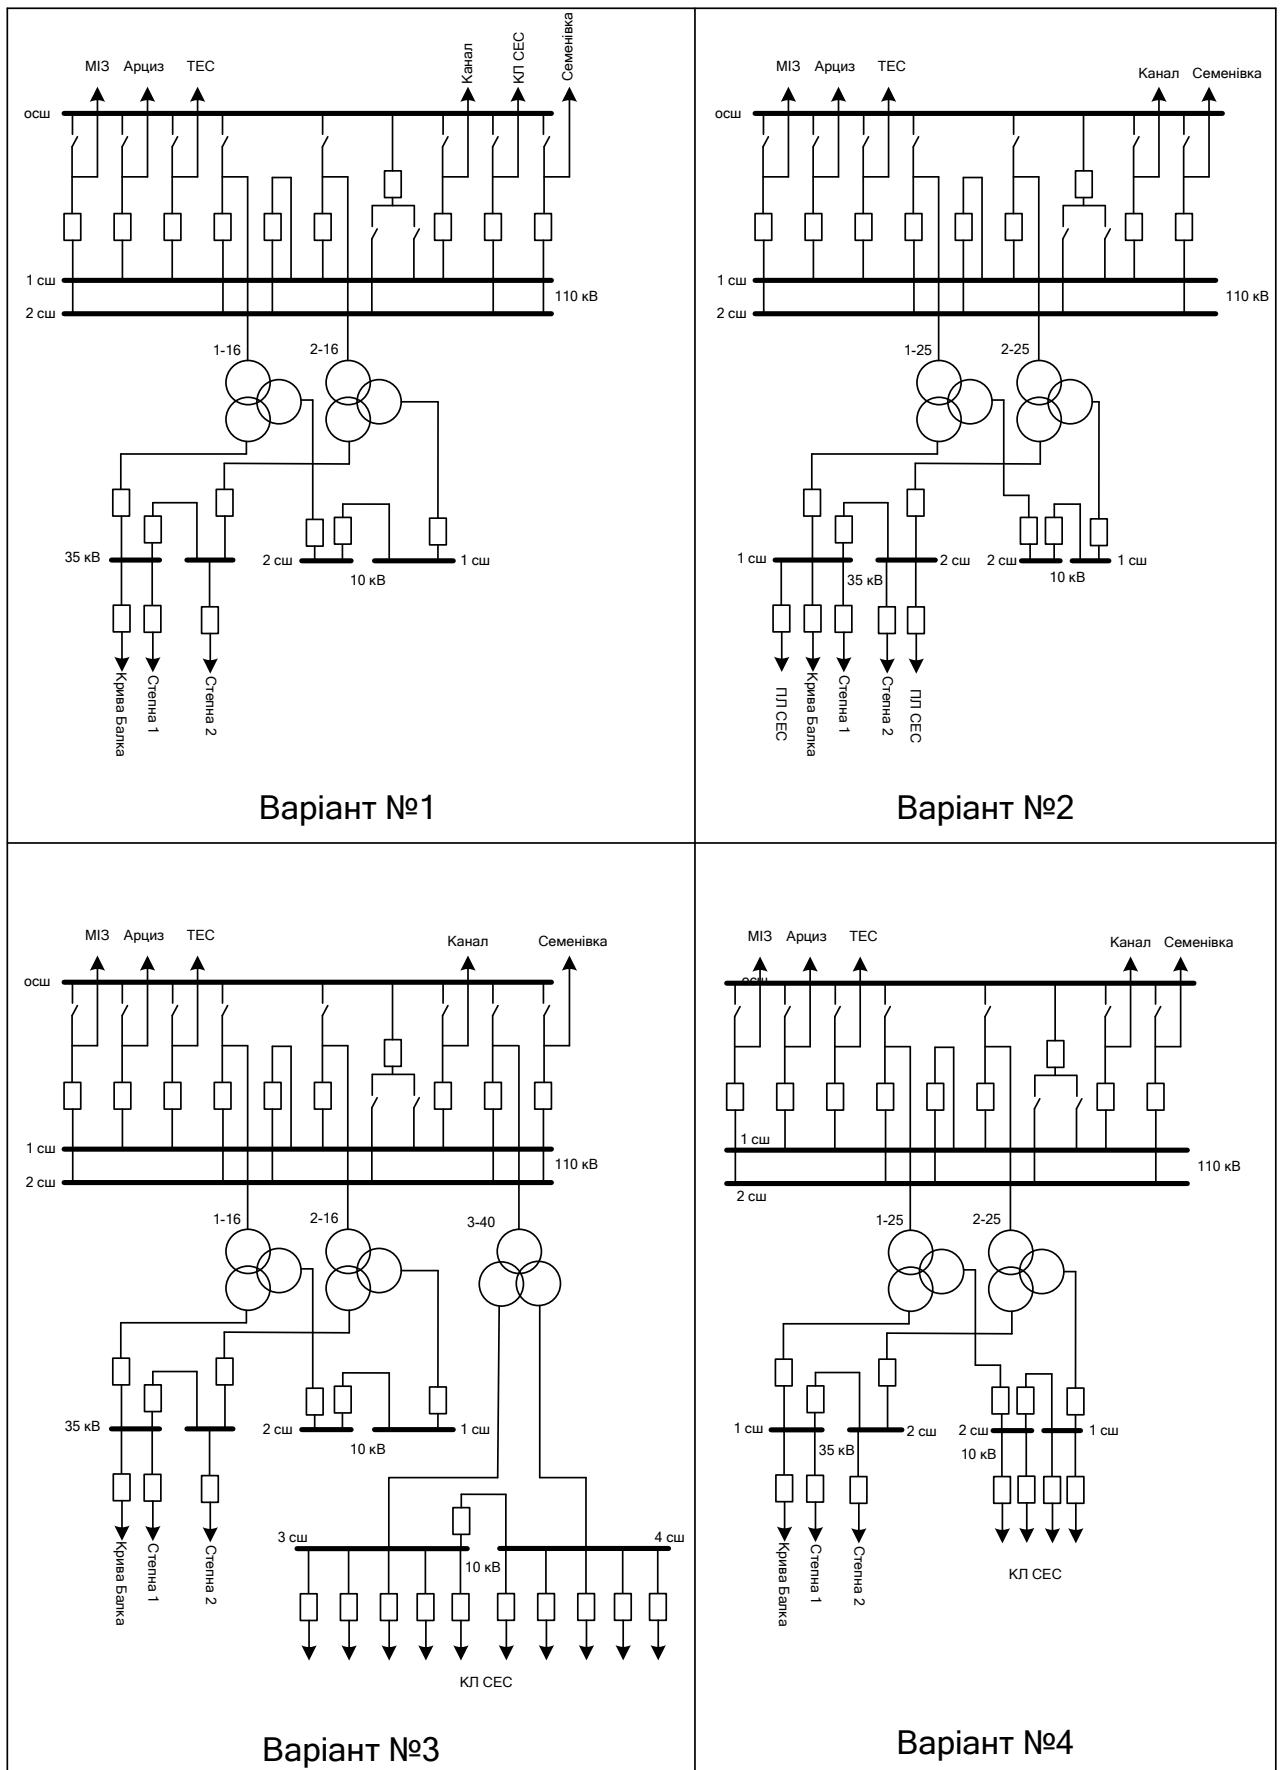 МІЗ Арциз ТЕС Канал КЛ СЕС Семенівка
осш
1 сш
110 кВ
2 сш
1-16 2-16
35 кВ 2 сш 1 сш
10 кВ
Крива Балка Степна 1 Степна 2
Варіант №1
МІЗ Арциз ТЕС Канал Семенівка
осш
1 сш
110 кВ
2 сш
1-25 2-25
1 сш 2 сш 2 сш 1 сш
35 кВ 10 кВ
ПЛ СЕС Крива Балка Степна 1 Степна 2 ПЛ СЕС
Варіант №2
МІЗ Арциз ТЕС Канал Семенівка
осш
1 сш
110 кВ
2 сш
1-16 2-16 3-40
35 кВ 2 сш 1 сш
10 кВ
Крива Балка Степна 1 Степна 2
3 сш 4 сш
10 кВ
КЛ СЕС
Варіант №3
МІЗ Арциз ТЕС Канал Семенівка
осш
1 сш
110 кВ
2 сш
1-25 2-25
1 сш 2 сш 2 сш 1 сш
35 кВ 10 кВ
Крива Балка Степна 1 Степна 2
КЛ СЕС
Варіант №4